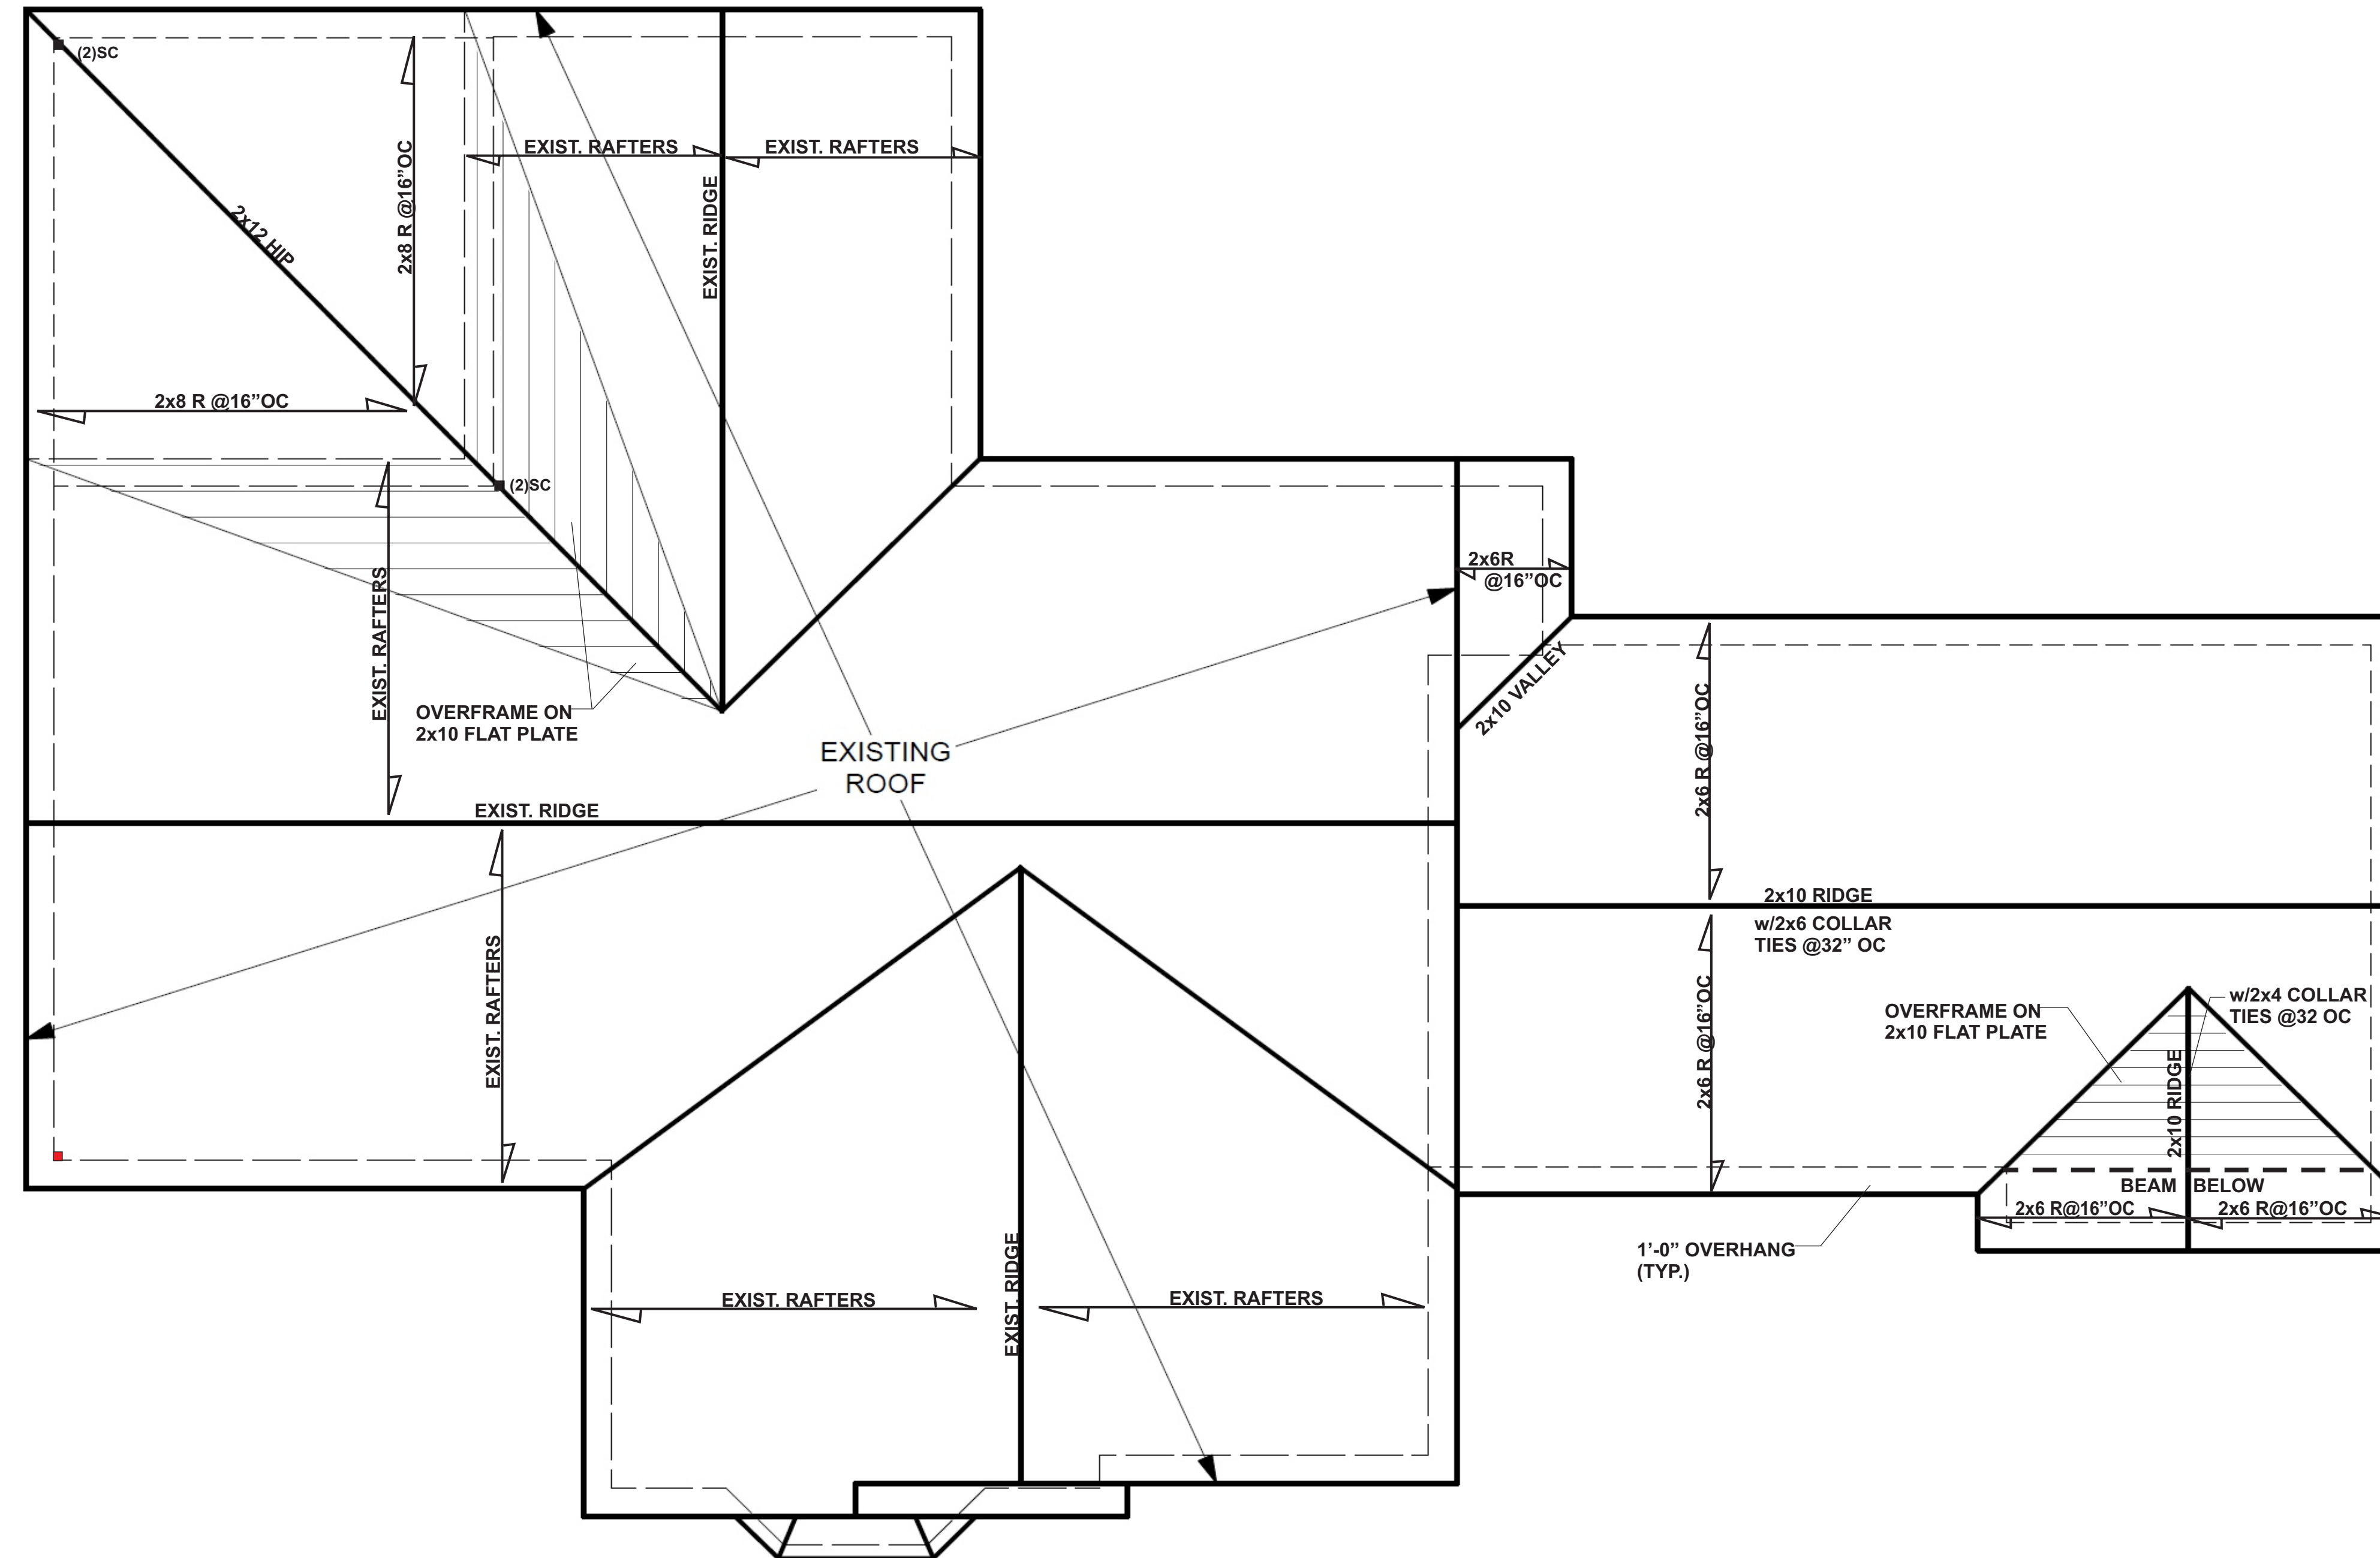 (2)SC
EXIST. RAFTERS
EXIST. RAFTERS
2x8 R @16”OC
EXIST. RIDGE
2x12 HIP
2x8 R @16”OC
(2)SC
2x6R
@16”OC
EXIST. RAFTERS
2x10 VALLEY
OVERFRAME ON
2x10 FLAT PLATE
EXISTING
ROOF
2x6 R @16”OC
EXIST. RIDGE
2x10 RIDGE
w/2x6 COLLAR
TIES @32” OC
EXIST. RAFTERS
2x6 R @16”OC
OVERFRAME ON
2x10 FLAT PLATE
w/2x4 COLLAR
TIES @32 OC
2x10 RIDGE
BEAM BELOW
2x6 R@16”OC
2x6 R@16”OC
1’-0” OVERHANG
(TYP.)
EXIST. RIDGE
EXIST. RAFTERS
EXIST. RAFTERS